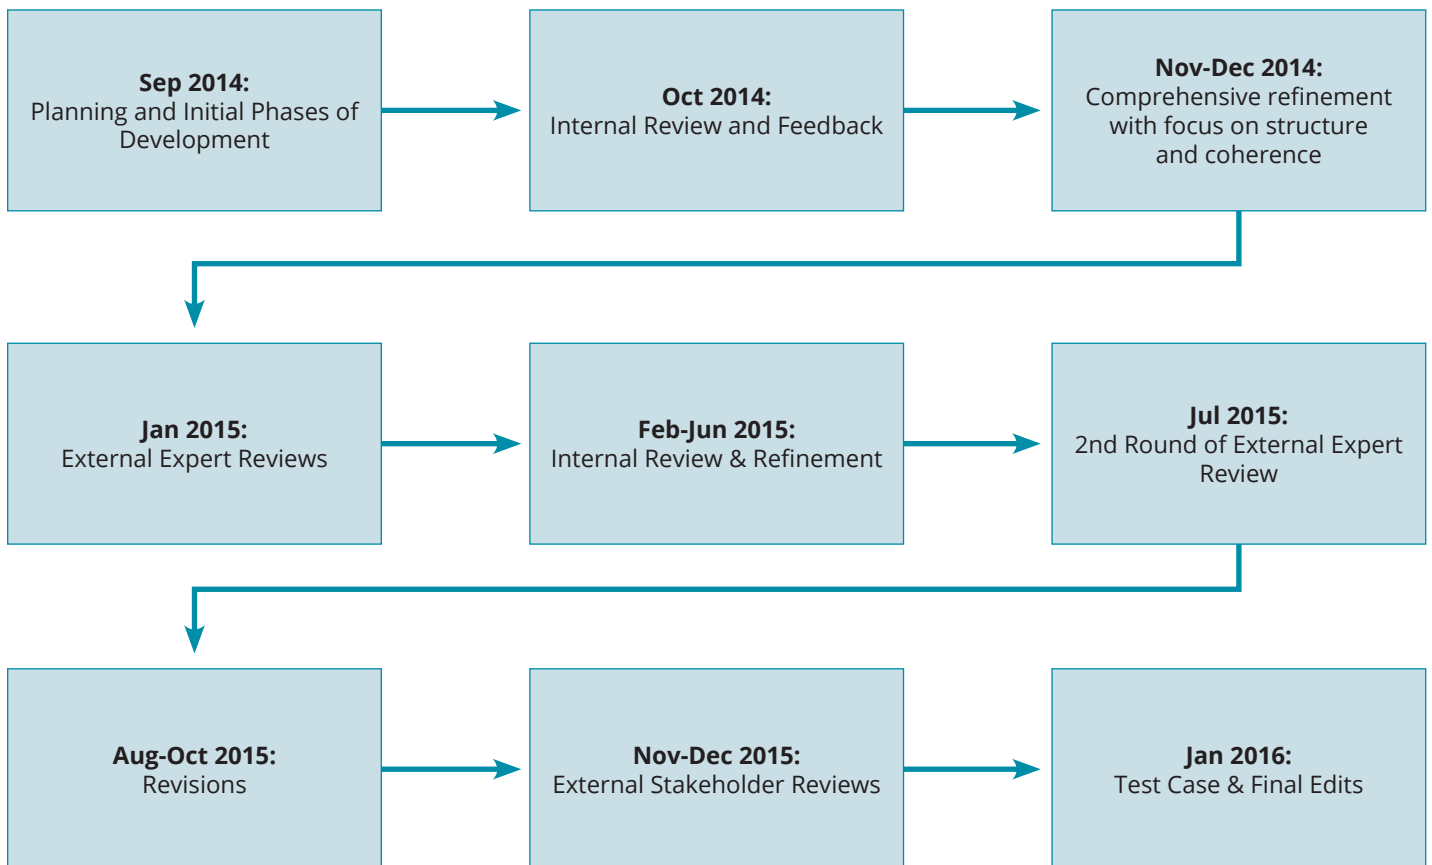 Sep 2014:
Planning and Initial Phases of
Development
Oct 2014:
Internal Review and Feedback
Nov-Dec 2014:
Comprehensive refinement
with focus on structure
and coherence
Jan 2015:
External Expert Reviews
Feb-Jun 2015:
Internal Review & Refinement
Jul 2015:
2nd Round of External Expert
Review
Aug-Oct 2015:
Revisions
Nov-Dec 2015:
External Stakeholder Reviews
Jan 2016:
Test Case & Final Edits